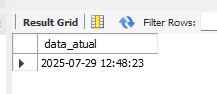 Result Grid Filter Rows:
data_atual
2025-07-29 12:48:23